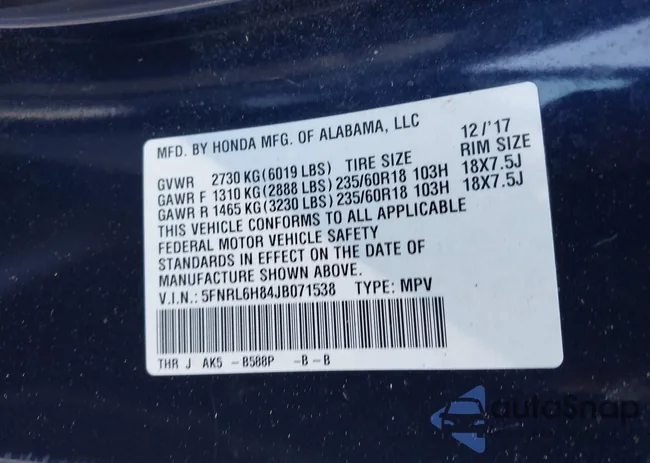 MFD. BY HONDA MFG. OF ALABAMA, LLC 12/'17
GVWR 2730 KG(6019 LBS) TIRE SIZE RIM SIZE
GAWR F 1310 KG(2888 LBS) 235/60R18 103H 18X7.5J
GAWR R 1465 KG(3230 LBS) 235/60R18 103H 18X7.5J
THIS VEHICLE CONFORMS TO ALL APPLICABLE
FEDERAL MOTOR VEHICLE SAFETY
STANDARDS IN EFFECT ON THE DATE OF
MANUFACTURE SHOWN ABOVE.
V.I.N.: 5FNRL6H84JB071538 TYPE: MPV
THR J AK5 -B588P -B-B
autoSnap